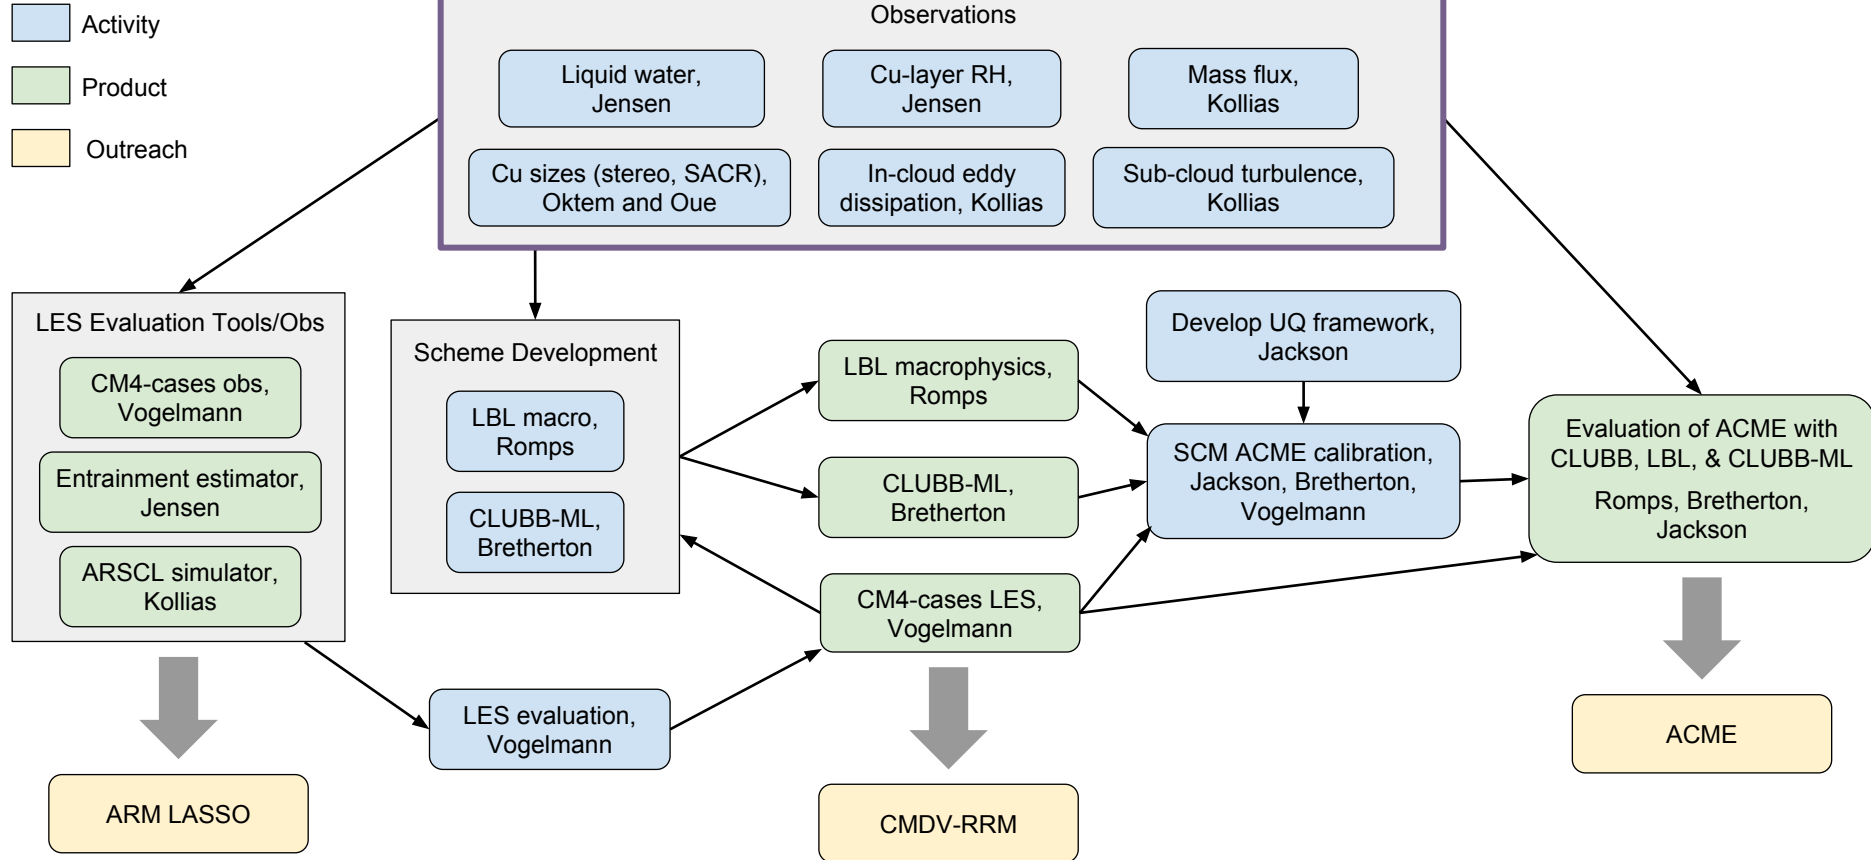 Activity
Product
Outreach
Observations
Liquid water,
Jensen
Cu-layer RH,
Jensen
Mass flux,
Kollias
Cu sizes (stereo, SACR),
Oktem and Oue
In-cloud eddy
dissipation, Kollias
Sub-cloud turbulence,
Kollias
LES Evaluation Tools/Obs
CM4-cases obs,
Vogelmann
Entrainment estimator,
Jensen
ARSCL simulator,
Kollias
Scheme Development
LBL macro,
Romps
CLUBB-ML,
Bretherton
LBL macrophysics,
Romps
CLUBB-ML,
Bretherton
CM4-cases LES,
Vogelmann
Develop UQ framework,
Jackson
SCM ACME calibration,
Jackson, Bretherton,
Vogelmann
Evaluation of ACME with
CLUBB, LBL, & CLUBB-ML
Romps, Bretherton,
Jackson
LES evaluation,
Vogelmann
ARM LASSO
CMDV-RRM
ACME